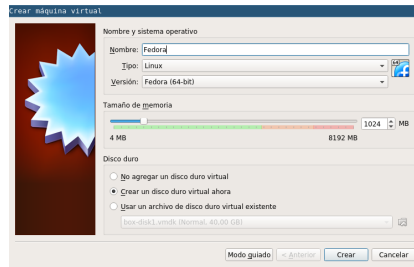 Crear máquina virtual
Nombre y sistema operativo
Nombre: Fedora
Tipo: Linux
64
Versión: Fedora (64-bit)
Tamaño de memoria
1024 MB
4 MB 8192 MB
Disco duro
No agregar un disco duro virtual
Crear un disco duro virtual ahora
Usar un archivo de disco duro virtual existente
box-disk1.vmdk (Normal, 40,00 GB)
Modo guiado < Anterior Crear Cancelar